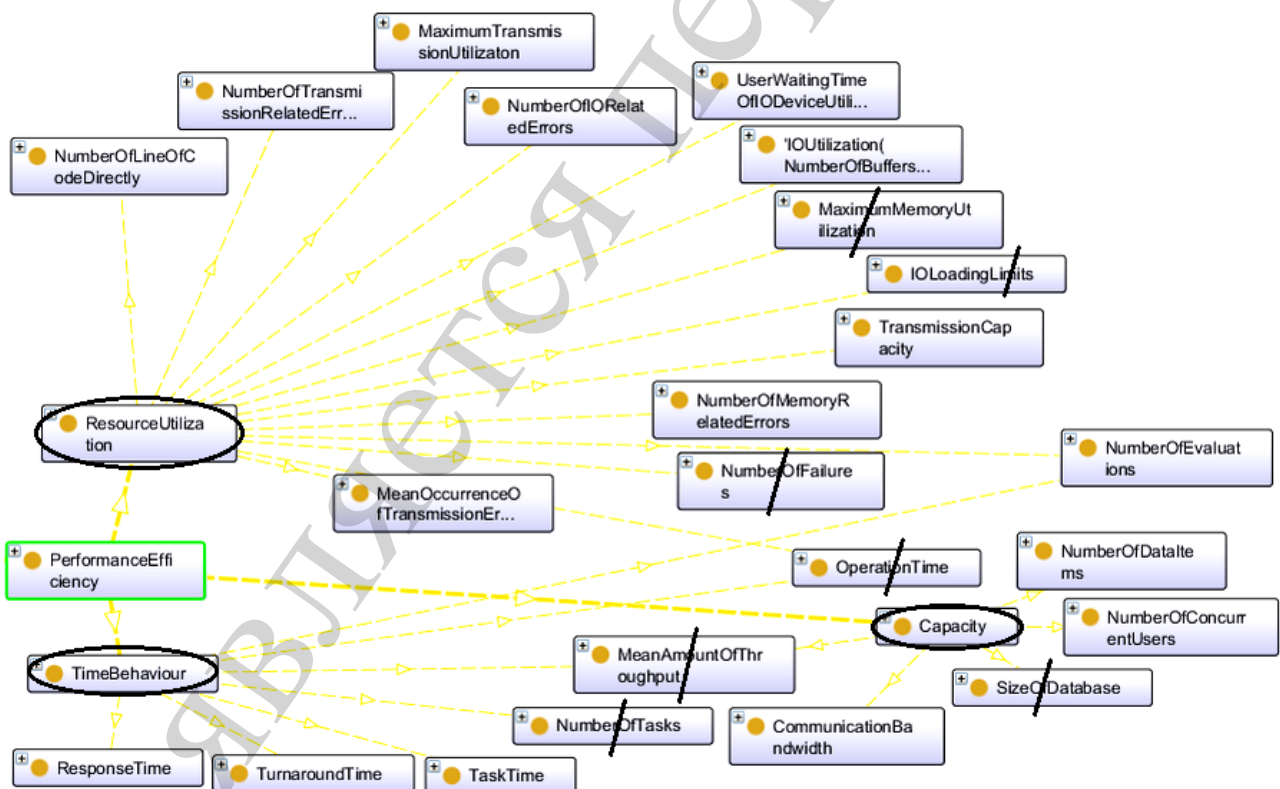 MaximumTransmis
sionUtilizaton
NumberOfTransmi
ssionRelatedErr...
NumberOfIORelat
edErrors
UserWaitingTime
OfIODeviceUtili...
NumberOfLineOfC
odeDirectly
'IOUtilization(
NumberOfBuffers...
MaximumMemoryUt
ilization
IOLoadingLimits
TransmissionCap
acity
ResourceUtiliza
tion
NumberOfMemoryR
elatedErrors
NumberOfEvaluat
ions
NumberOfFailure
s
MeanOccurrenceO
fTransmissionEr...
PerformanceEffi
ciency
OperationTime
NumberOfDataIte
ms
Capacity
NumberOfConcurr
entUsers
TimeBehaviour
MeanAmountOfThr
oughput
SizeOfDatabase
NumberOfTasks
CommunicationBa
ndwidth
ResponseTime
TurnaroundTime
TaskTime
является